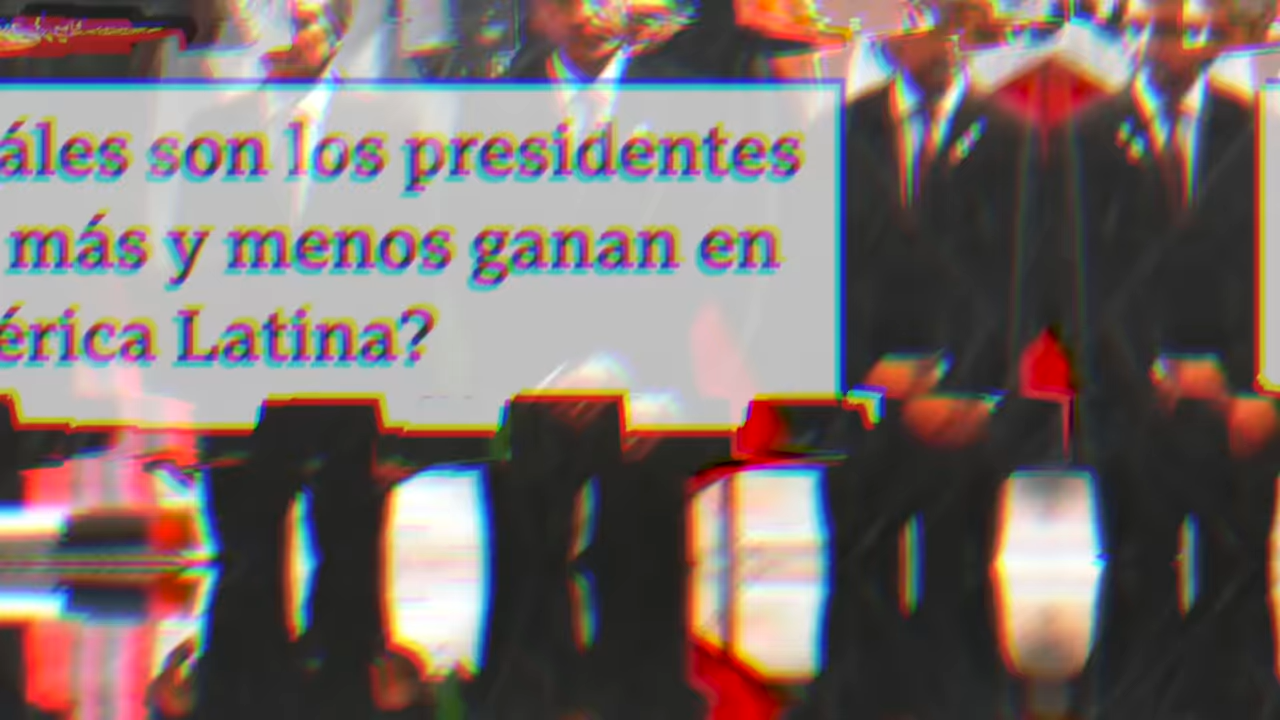 áles son los presidentes
más y menos ganan en
érica Latina?